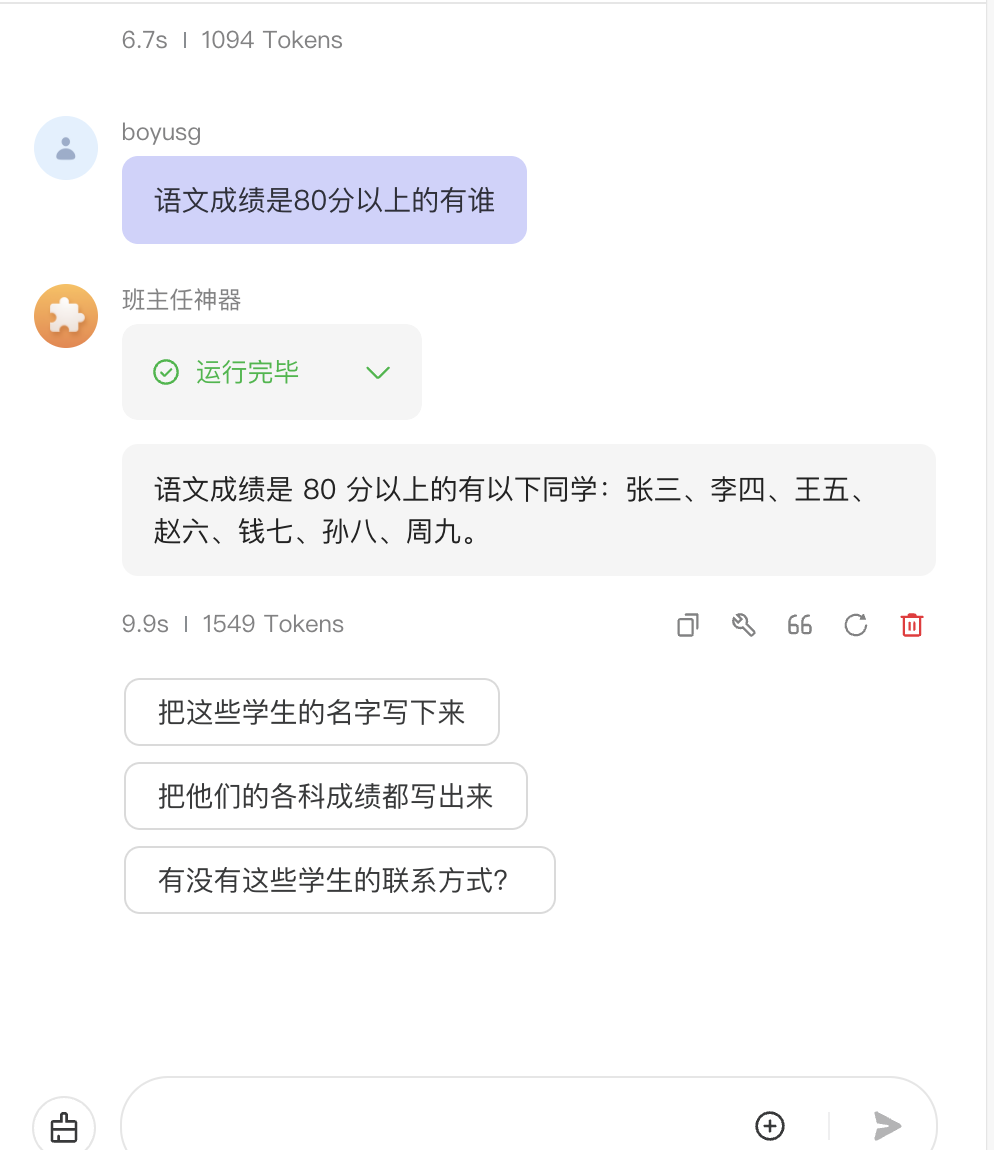 6.7s | 1094 Tokens
boyusg
语文成绩是80分以上的有谁
班主任神器
运行完毕
语文成绩是 80 分以上的有以下同学：张三、李四、王五、
赵六、钱七、孙八、周九。
9.9s | 1549 Tokens
把这些学生的名字写下来
把他们的各科成绩都写出来
有没有这些学生的联系方式?